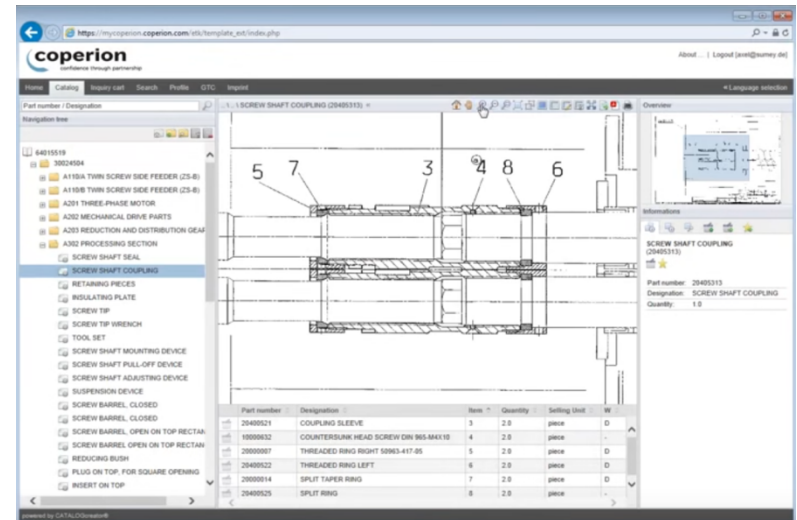 https://mycoperion.coperion.com/etk/template_ext/index.php
coperion
confidence through partnership
About ... | Logout [axel@surney.de]
Home Catalog Inquiry cart Search Profile GTC Imprint
Language selection
Part number / Designation
SCREW SHAFT COUPLING (20405313)
Overview
Navigation tree
64015519
30024504
A110/A TWIN SCREW SIDE FEEDER (ZS-B)
A110/B TWIN SCREW SIDE FEEDER (ZS-B)
A201 THREE-PHASE MOTOR
A202 MECHANICAL DRIVE PARTS
A203 REDUCTION AND DISTRIBUTION GEAR
A302 PROCESSING SECTION
SCREW SHAFT SEAL
SCREW SHAFT COUPLING
RETAINING PIECES
INSULATING PLATE
SCREW TIP
SCREW TIP WRENCH
TOOL SET
SCREW SHAFT MOUNTING DEVICE
SCREW SHAFT PULL-OFF DEVICE
SCREW SHAFT ADJUSTING DEVICE
SUSPENSION DEVICE
SCREW BARREL, CLOSED
SCREW BARREL, CLOSED
SCREW BARREL, OPEN ON TOP RECTAN
SCREW BARREL OPEN ON TOP RECTAN
REDUCING BUSH
PLUG ON TOP, FOR SQUARE OPENING
INSERT ON TOP
5 7 3 4 8 6
Informations
SCREW SHAFT COUPLING
(20405313)
Part number: 20405313
Designation: SCREW SHAFT COUPLING
Quantity: 1.0
Part number Designation Item Quantity Selling Unit W
20400521 COUPLING SLEEVE 3 2.0 piece D
10000632 COUNTERSUNK HEAD SCREW DIN 965-M4X10 4 2.0 piece -
20000007 THREADED RING RIGHT 50963-417-05 5 2.0 piece D
20400522 THREADED RING LEFT 6 2.0 piece D
20000014 SPLIT TAPER RING 7 2.0 piece D
20400525 SPLIT RING 8 2.0 piece -
powered by CATALOGcreator®